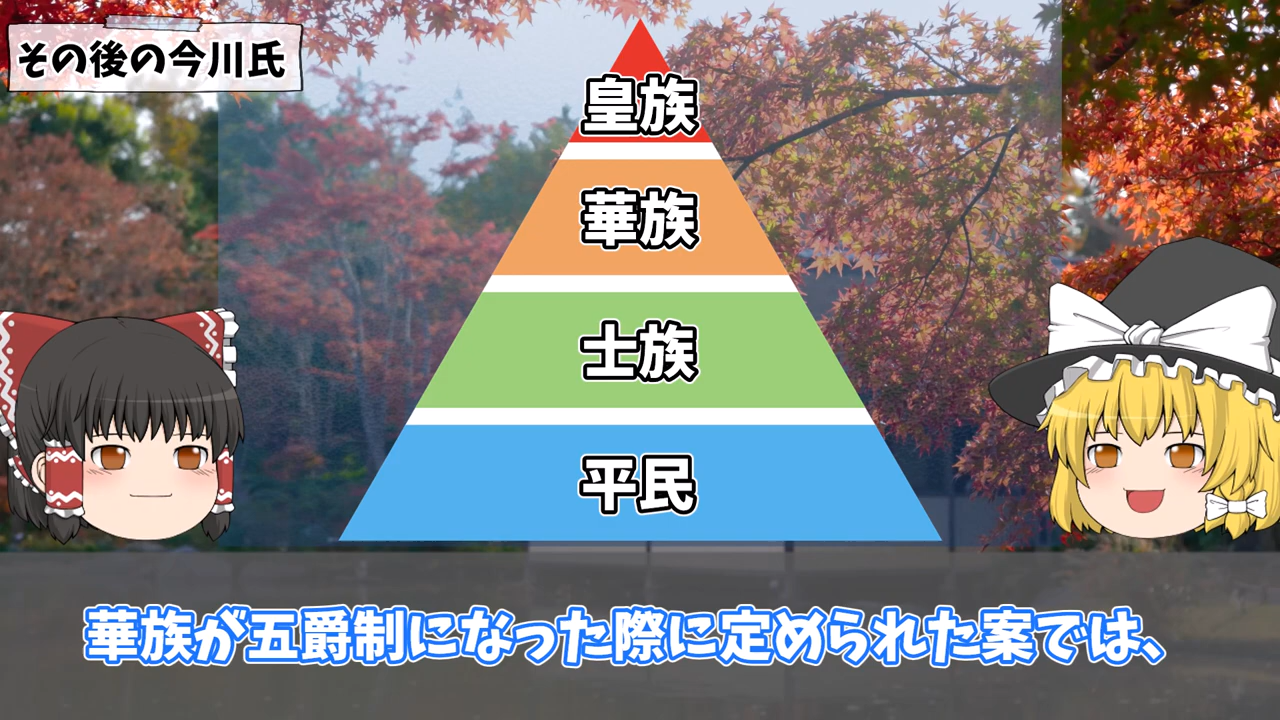 その後の今川氏
皇族
華族
士族
平民
華族が五爵制になった際に定められた案では、